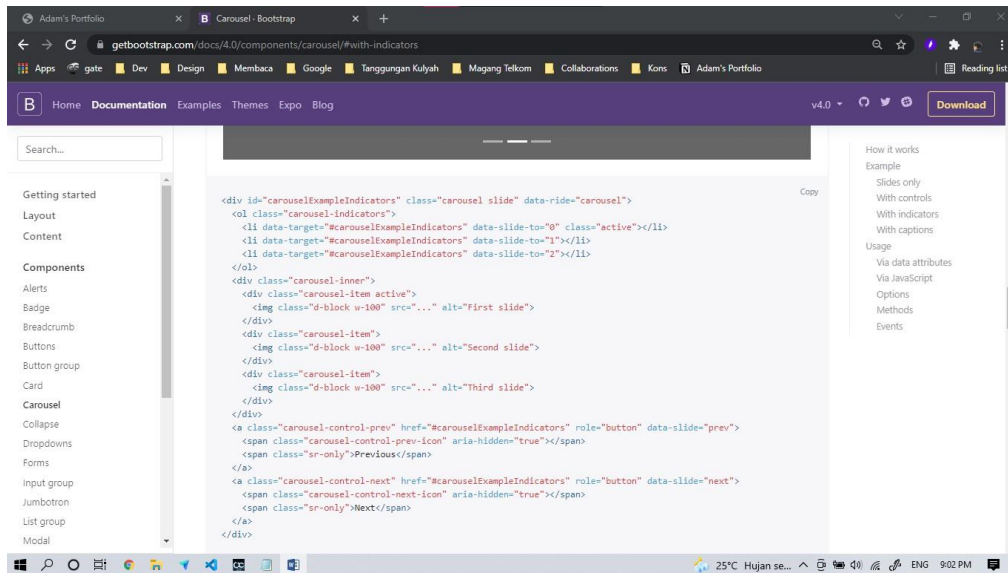 Adam's Portfolio
Carousel · Bootstrap
getbootstrap.com/docs/4.0/components/carousel/#with-indicators
Apps gate Dev Design Membaca Google Tanggungan Kulyah Magang Telkom Collaborations Kons Adam's Portfolio Reading list
B Home Documentation Examples Themes Expo Blog v4.0 Download
Search...
Getting started
Layout
Content
Components
Alerts
Badge
Breadcrumb
Buttons
Button group
Card
Carousel
Collapse
Dropdowns
Forms
Input group
Jumbotron
List group
Modal
Copy
<div id="carouselExampleIndicators" class="carousel slide" data-ride="carousel">
<ol class="carousel-indicators">
<li data-target="#carouselExampleIndicators" data-slide-to="0" class="active"></li>
<li data-target="#carouselExampleIndicators" data-slide-to="1"></li>
<li data-target="#carouselExampleIndicators" data-slide-to="2"></li>
</ol>
<div class="carousel-inner">
<div class="carousel-item active">
<img class="d-block w-100" src="..." alt="First slide">
</div>
<div class="carousel-item">
<img class="d-block w-100" src="..." alt="Second slide">
</div>
<div class="carousel-item">
<img class="d-block w-100" src="..." alt="Third slide">
</div>
</div>
<a class="carousel-control-prev" href="#carouselExampleIndicators" role="button" data-slide="prev">
<span class="carousel-control-prev-icon" aria-hidden="true"></span>
<span class="sr-only">Previous</span>
</a>
<a class="carousel-control-next" href="#carouselExampleIndicators" role="button" data-slide="next">
<span class="carousel-control-next-icon" aria-hidden="true"></span>
<span class="sr-only">Next</span>
</a>
</div>
How it works
Example
Slides only
With controls
With indicators
With captions
Usage
Via data attributes
Via JavaScript
Options
Methods
Events
25°C Hujan se... ENG 9:02 PM